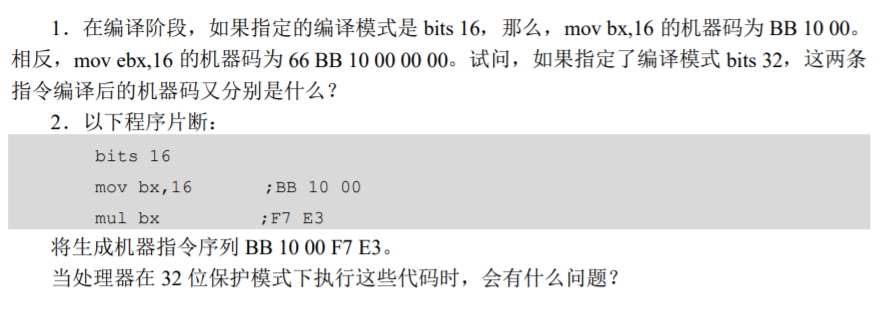 1．在编译阶段，如果指定的编译模式是 bits 16，那么，mov bx,16 的机器码为 BB 10 00。
相反，mov ebx,16 的机器码为 66 BB 10 00 00 00。试问，如果指定了编译模式 bits 32，这两条
指令编译后的机器码又分别是什么？
2．以下程序片断：
bits 16
mov bx,16 ;BB 10 00
mul bx ;F7 E3
将生成机器指令序列 BB 10 00 F7 E3。
当处理器在 32 位保护模式下执行这些代码时，会有什么问题？